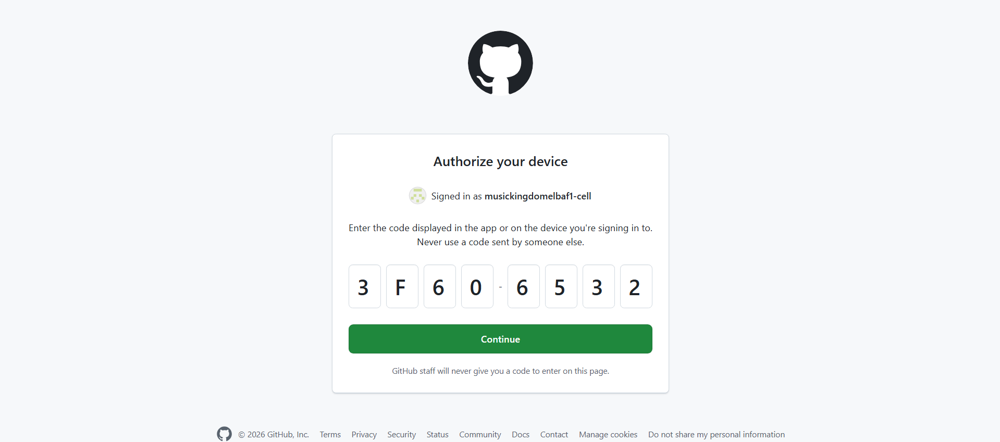 Authorize your device
Signed in as musickingdomelbaf1-cell
Enter the code displayed in the app or on the device you're signing in to.
Never use a code sent by someone else.
3 F 6 0 - 6 5 3 2
Continue
GitHub staff will never give you a code to enter on this page.
© 2026 GitHub, Inc. Terms Privacy Security Status Community Docs Contact Manage cookies Do not share my personal information